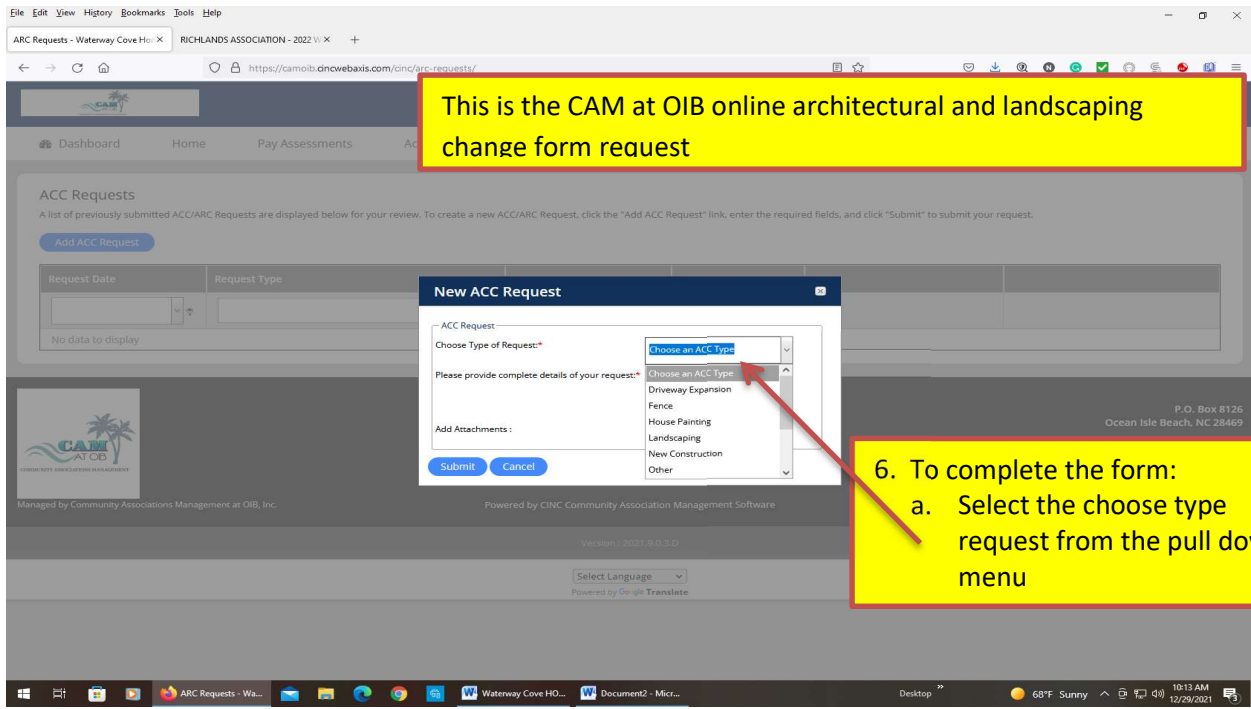 File Edit View History Bookmarks Tools Help
ARC Requests - Waterway Cove Ho
RICHLANDS ASSOCIATION - 2022 W
https://camoib.cincwebaxis.com/cinc/arc-requests/
This is the CAM at OIB online architectural and landscaping
change form request
CAM
Dashboard Home Pay Assessments
ACC Requests
A list of previously submitted ACC/ARC Requests are displayed below for your review. To create a new ACC/ARC Request, click the "Add ACC Request" link, enter the required fields, and click "Submit" to submit your request.
Add ACC Request
Request Date Request Type
No data to display
New ACC Request
ACC Request
Choose Type of Request:*
Choose an ACC Type
Please provide complete details of your request:*
Choose an ACC Type
Driveway Expansion
Fence
House Painting
Landscaping
New Construction
Other
Add Attachments :
Submit Cancel
CAM
AT OIB
COMMUNITY ASSOCIATIONS MANAGEMENT
P.O. Box 8126
Ocean Isle Beach, NC 28469
6. To complete the form:
a. Select the choose type
request from the pull dow
menu
Managed by Community Associations Management at OIB, Inc.
Powered by CINC Community Association Management Software
Version : 2021.9.0.3.D
Select Language
Powered by Google Translate
ARC Requests - Wa...
Waterway Cove HO...
Document2 - Micr...
Desktop
68°F Sunny
10:13 AM
12/29/2021